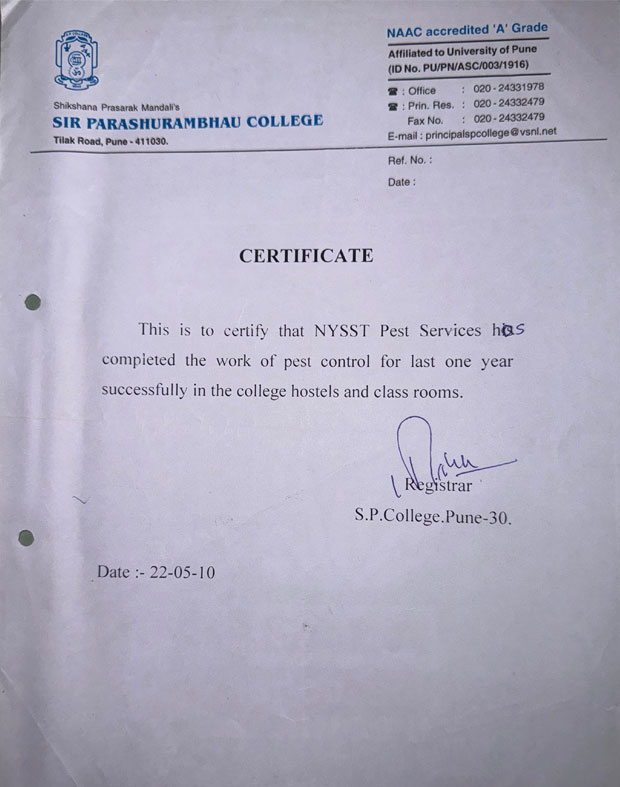 Shikshana Prasarak Mandali's
SIR PARASHURAMBHAU COLLEGE
Tilak Road, Pune - 411030.
NAAC accredited 'A' Grade
Affiliated to University of Pune
(ID No. PU/PN/ASC/003/1916)
☎ : Office : 020 - 24331978
☎ : Prin. Res. : 020 - 24332479
Fax No. : 020 - 24332479
E-mail : principalspcollege@vsnl.net
Ref. No. :
Date :
CERTIFICATE
This is to certify that NYSST Pest Services has
completed the work of pest control for last one year
successfully in the college hostels and class rooms.
Registrar
S.P.College.Pune-30.
Date :- 22-05-10